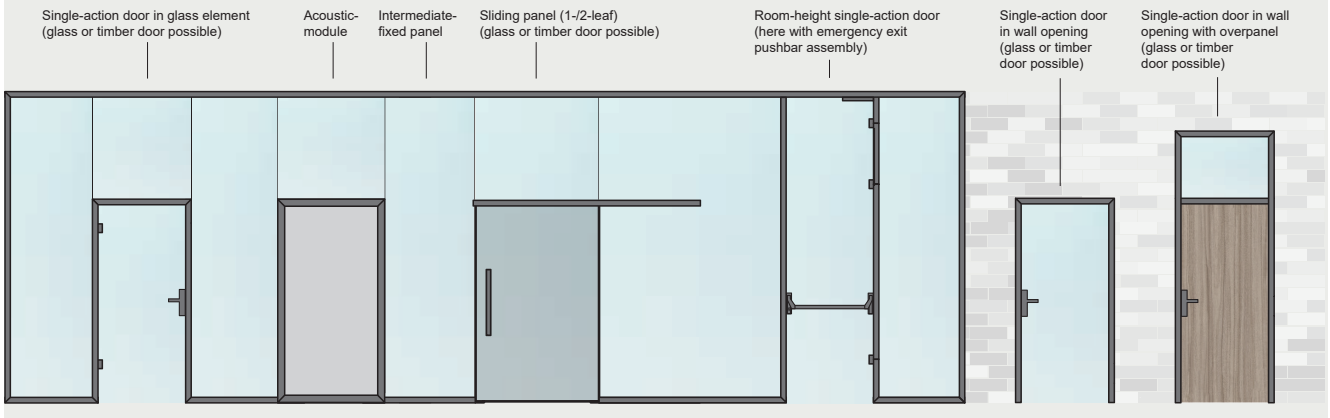 Single-action door in glass element
(glass or timber door possible)
Acoustic-
module
Intermediate-
fixed panel
Sliding panel (1-/2-leaf)
(glass or timber door possible)
Room-height single-action door
(here with emergency exit
pushbar assembly)
Single-action door
in wall opening
(glass or timber
door possible)
Single-action door in wall
opening with overpanel
(glass or timber
door possible)